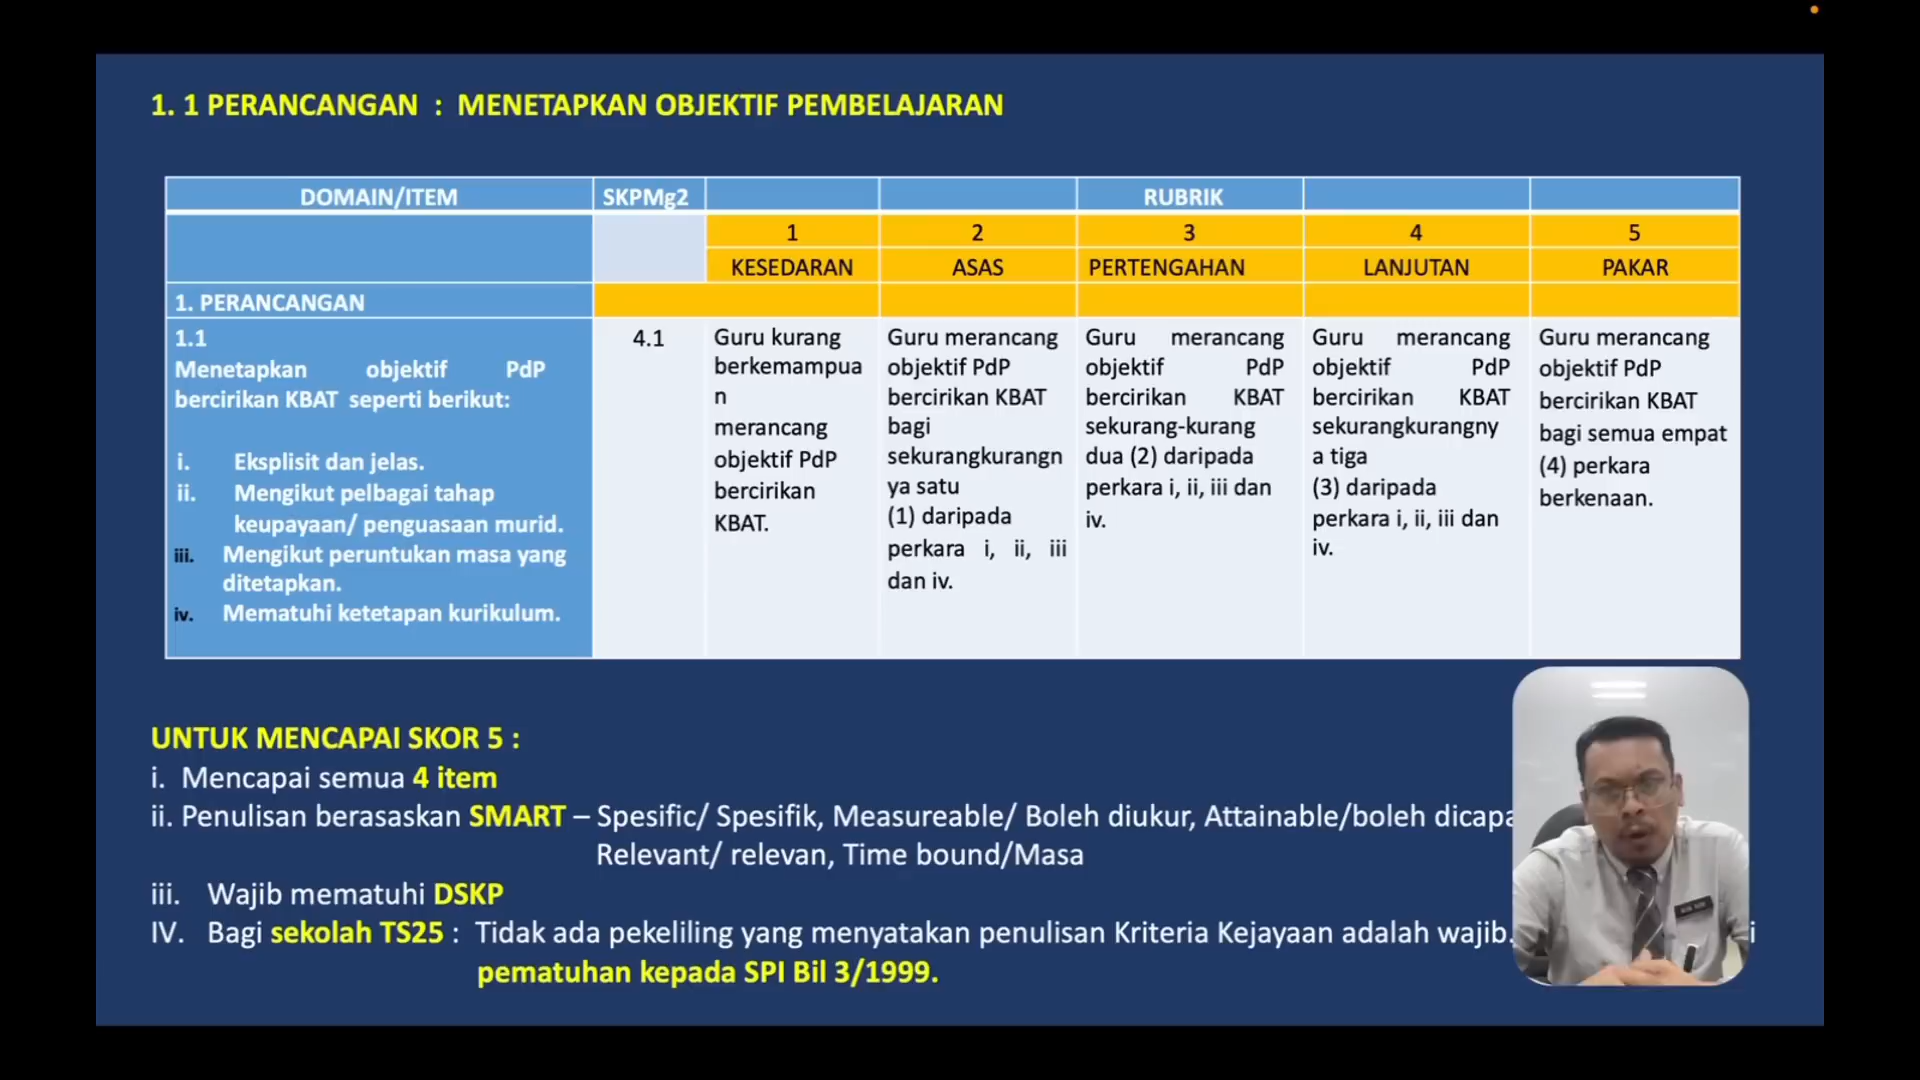 1. 1 PERANCANGAN : MENETAPKAN OBJEKTIF PEMBELAJARAN
DOMAIN/ITEM SKPMg2 RUBRIK
1 2 3 4 5
KESEDARAN ASAS PERTENGAHAN LANJUTAN PAKAR
1. PERANCANGAN
1.1
Menetapkan objektif PdP
bercirikan KBAT seperti berikut:
i. Eksplisit dan jelas.
ii. Mengikut pelbagai tahap
keupayaan/ penguasaan murid.
iii. Mengikut peruntukan masa yang
ditetapkan.
iv. Mematuhi ketetapan kurikulum.
4.1
Guru kurang
berkemampua
n
merancang
objektif PdP
bercirikan
KBAT.
Guru merancang
objektif PdP
bercirikan KBAT
bagi
sekurangkurangn
ya satu
(1) daripada
perkara i, ii, iii
dan iv.
Guru merancang
objektif PdP
bercirikan KBAT
sekurang-kurang
dua (2) daripada
perkara i, ii, iii dan
iv.
Guru merancang
objektif PdP
bercirikan KBAT
sekurangkurangny
a tiga
(3) daripada
perkara i, ii, iii dan
iv.
Guru merancang
objektif PdP
bercirikan KBAT
bagi semua empat
(4) perkara
berkenaan.
UNTUK MENCAPAI SKOR 5 :
i. Mencapai semua 4 item
ii. Penulisan berasaskan SMART – Spesific/ Spesifik, Measureable/ Boleh diukur, Attainable/boleh dicapa
Relevant/ relevan, Time bound/Masa
iii. Wajib mematuhi DSKP
IV. Bagi sekolah TS25 : Tidak ada pekeliling yang menyatakan penulisan Kriteria Kejayaan adalah wajib. i
pematuhan kepada SPI Bil 3/1999.